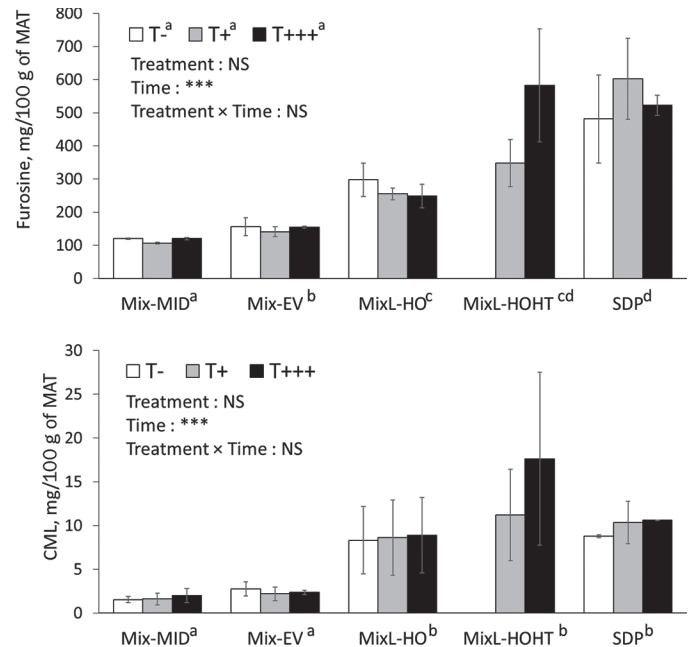 800
T-ᵃ T+ᵃ T+++ᵃ
700
Treatment : NS
600
Time : ***
Treatment × Time : NS
500
400
300
200
100
0
Furosine, mg/100 g of MAT
Mix-MIDᵃ Mix-EV ᵇ MixL-HOᶜ MixL-HOHT ᶜᵈ SDPᵈ
30
T- T+ T+++
25
Treatment : NS
Time : ***
20
Treatment × Time : NS
15
10
5
0
CML, mg/100 g of MAT
Mix-MIDᵃ Mix-EV ᵃ MixL-HOᵇ MixL-HOHT ᵇ SDPᵇ